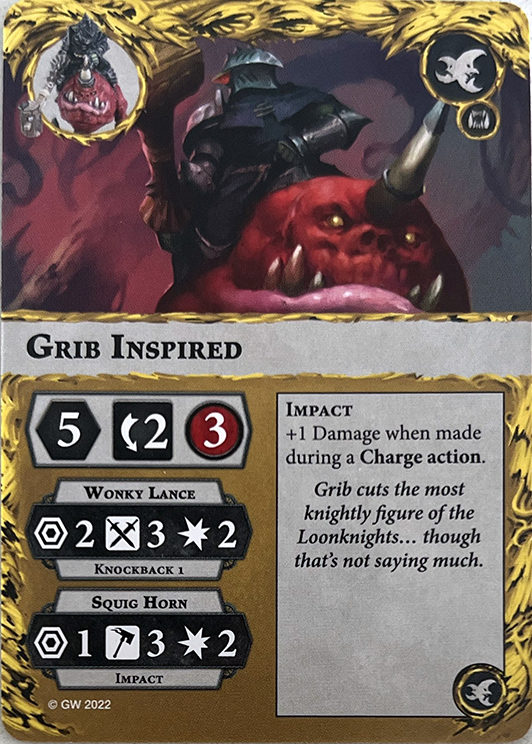 GRIB INSPIRED
5 2 3
WONKY LANCE
2 3 2
KNOCKBACK 1
SQUIG HORN
1 3 2
IMPACT
© GW 2022
IMPACT
+1 Damage when made
during a Charge action.
Grib cuts the most
knightly figure of the
Loonknights... though
that's not saying much.